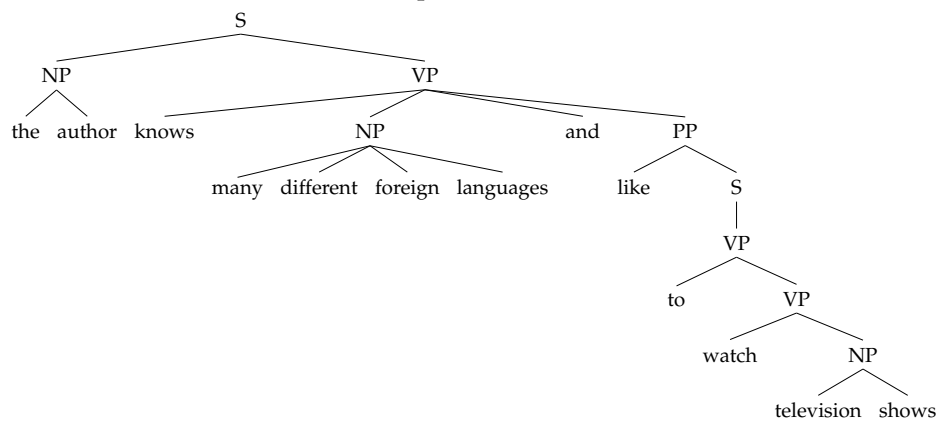 S
NP VP
the author knows NP and PP
many different foreign languages like S
VP
to VP
watch NP
television shows